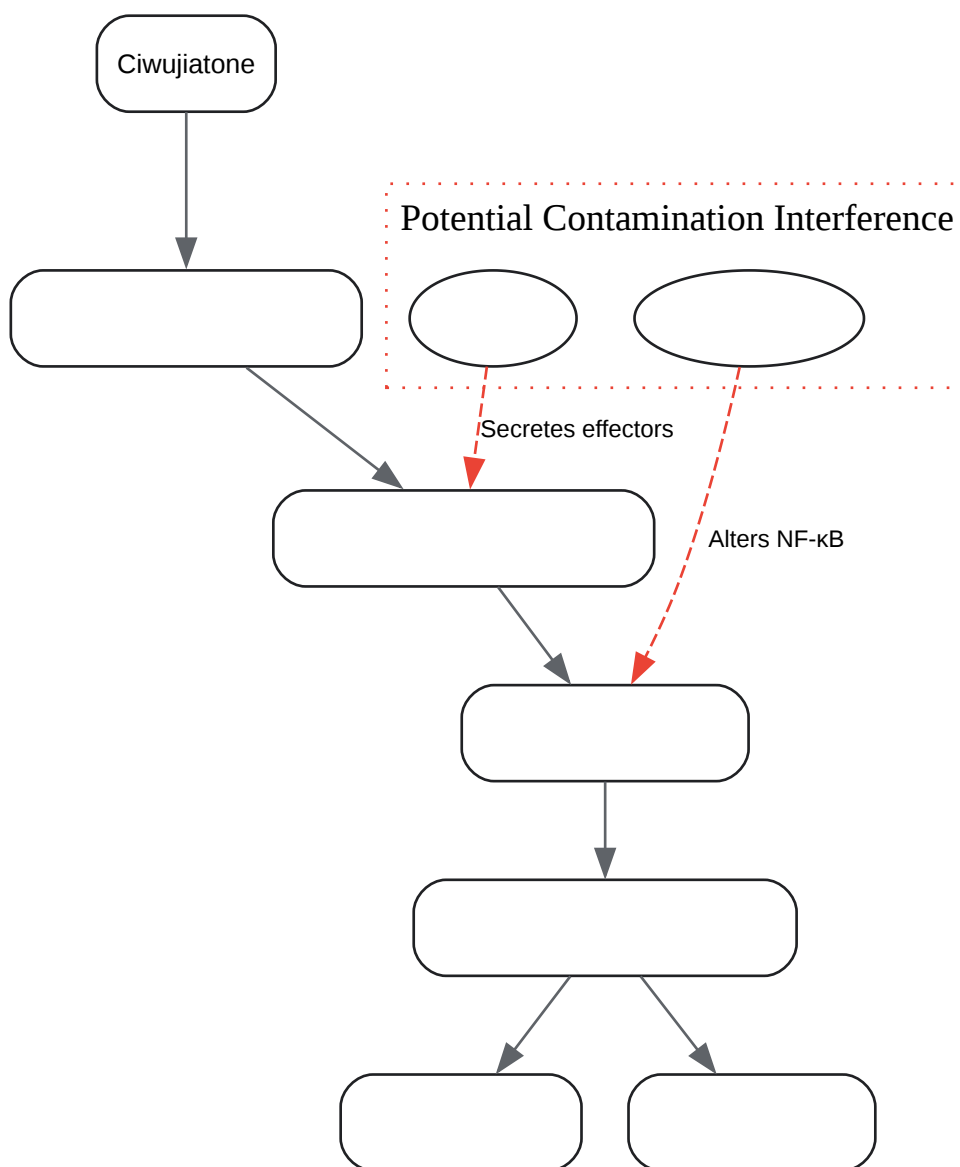 Ciwujiatone
Potential Contamination Interference
Secretes effectors
Alters NF-κB